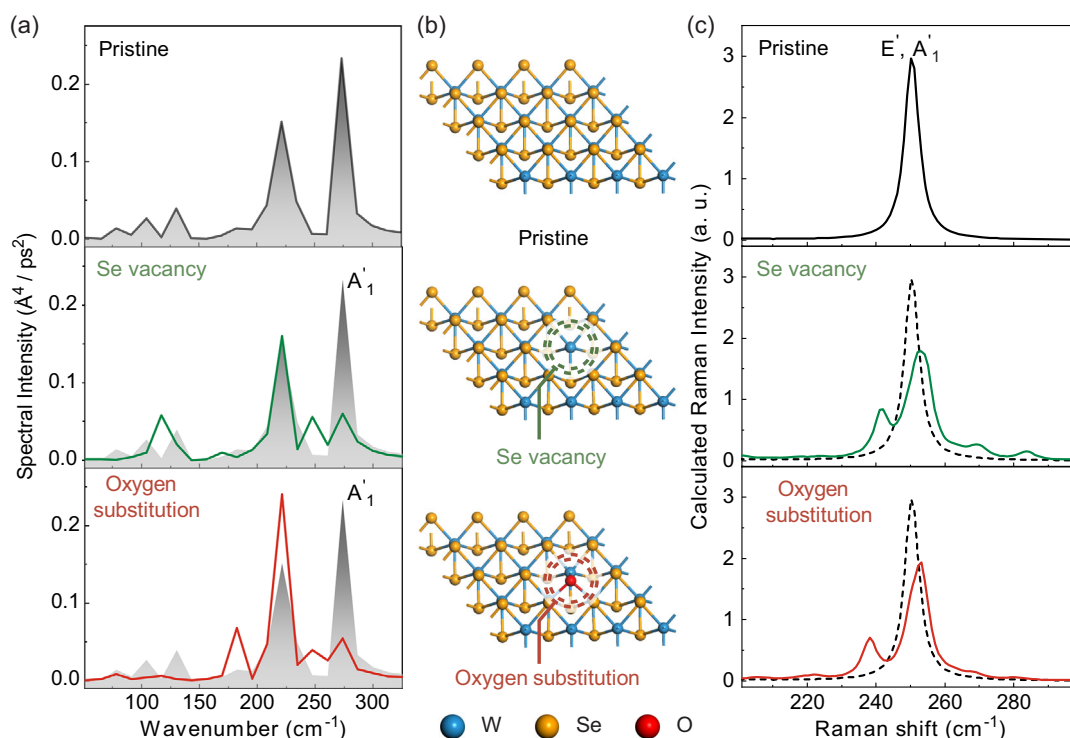 (a)
Pristine
0.2
0.1
0.0
Se vacancy
A'1
0.2
0.1
0.0
Oxygen
substitution
A'1
0.2
0.1
0.0
50 100 150 200 250 300
Wavenumber (cm⁻¹)
Spectral Intensity (Å⁴ / ps²)
(b)
Pristine
Se vacancy
Oxygen substitution
W Se O
(c)
Pristine
E', A'1
3
2
1
0
Se vacancy
3
2
1
0
Oxygen
substitution
3
2
1
0
220 240 260 280
Raman shift (cm⁻¹)
Calculated Raman Intensity (a. u.)